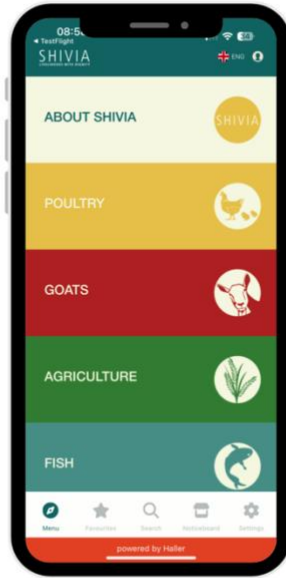 08:5
56
◀ TestFlight
SHIVIA
ENG
ABOUT SHIVIA
SHIVIA
POULTRY
GOATS
AGRICULTURE
FISH
Menu
Favourites
Search
Noticeboard
Settings
powered by Haller